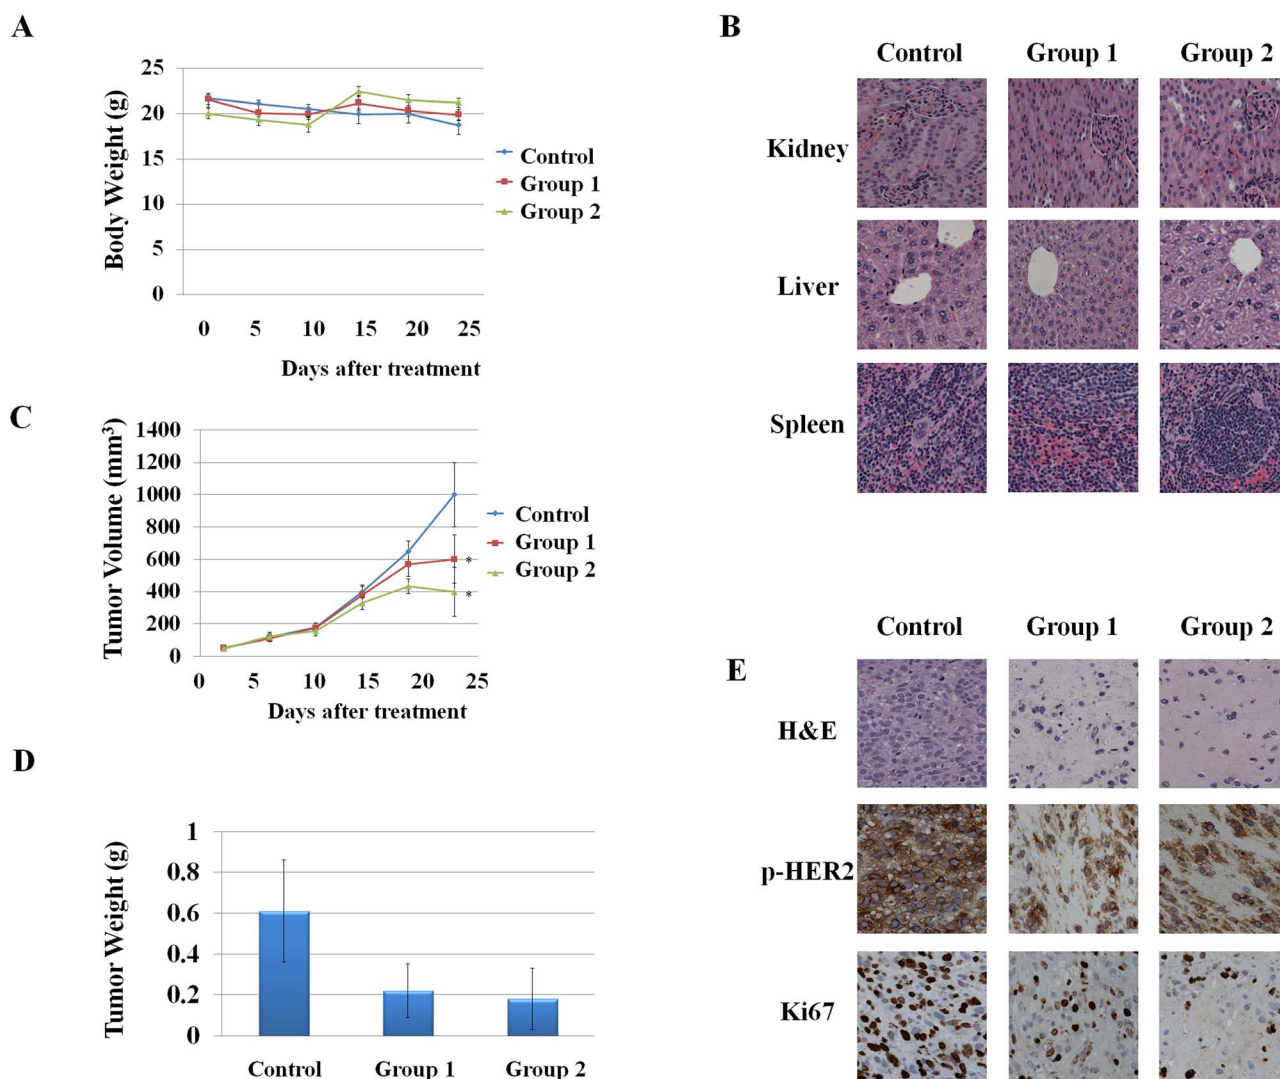 A
25
20
15
10
5
0
Body Weight (g)
0 5 10 15 20 25
Days after treatment
Control
Group 1
Group 2
B
Control Group 1 Group 2
Kidney
Liver
Spleen
C
1400
1200
1000
800
600
400
200
0
Tumor Volume (mm³)
0 5 10 15 20 25
Days after treatment
Control
Group 1
Group 2
*
*
D
1
0.8
0.6
0.4
0.2
0
Tumor Weight (g)
Control Group 1 Group 2
E
Control Group 1 Group 2
H&E
p-HER2
Ki67